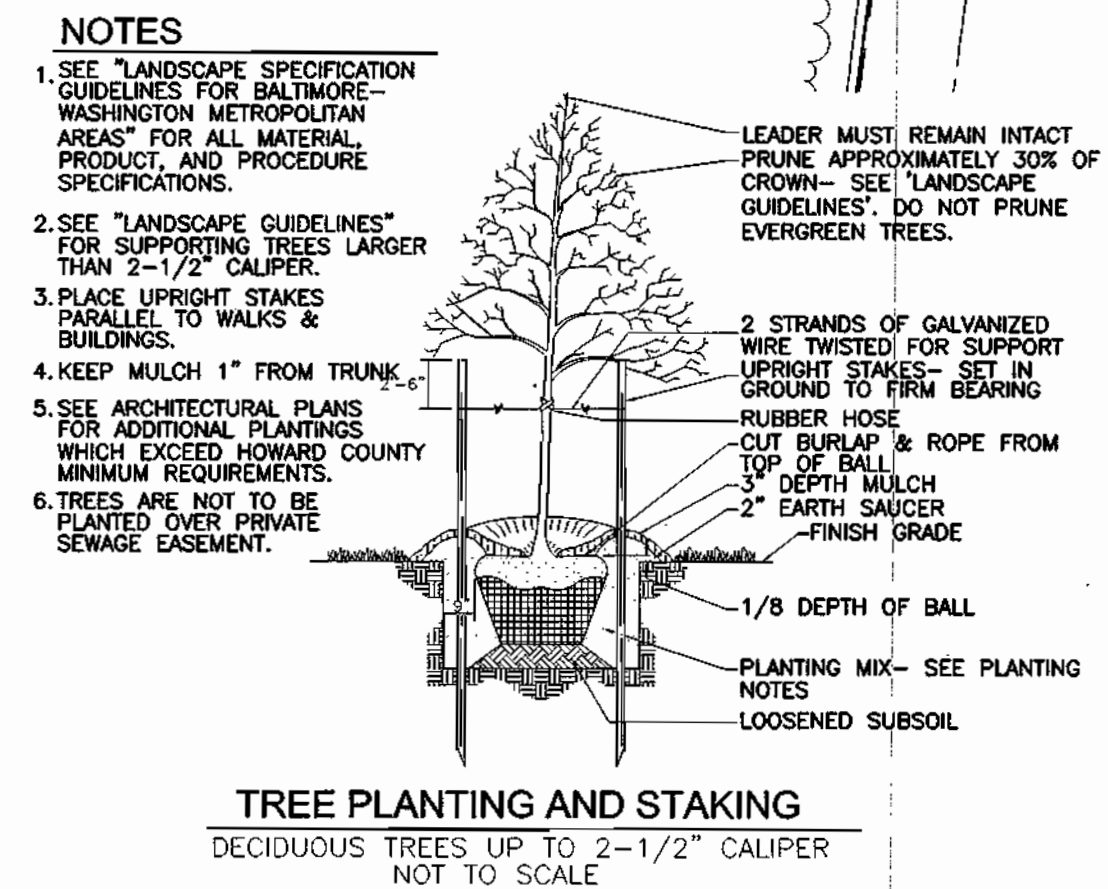 NOTES
1. SEE "LANDSCAPE SPECIFICATION
GUIDELINES FOR BALTIMORE-
WASHINGTON METROPOLITAN
AREAS" FOR ALL MATERIAL,
PRODUCT, AND PROCEDURE
SPECIFICATIONS.
2. SEE "LANDSCAPE GUIDELINES"
FOR SUPPORTING TREES LARGER
THAN 2-1/2" CALIPER.
3. PLACE UPRIGHT STAKES
PARALLEL TO WALKS &
BUILDINGS.
4. KEEP MULCH 1" FROM TRUNK
5. SEE ARCHITECTURAL PLANS
FOR ADDITIONAL PLANTINGS
WHICH EXCEED HOWARD COUNTY
MINIMUM REQUIREMENTS.
6. TREES ARE NOT TO BE
PLANTED OVER PRIVATE
SEWAGE EASEMENT.
2'-6"
9"
LEADER MUST REMAIN INTACT
PRUNE APPROXIMATELY 30% OF
CROWN- SEE 'LANDSCAPE
GUIDELINES'. DO NOT PRUNE
EVERGREEN TREES.
2 STRANDS OF GALVANIZED
WIRE TWISTED FOR SUPPORT
UPRIGHT STAKES- SET IN
GROUND TO FIRM BEARING
RUBBER HOSE
CUT BURLAP & ROPE FROM
TOP OF BALL
3" DEPTH MULCH
2" EARTH SAUCER
FINISH GRADE
1/8 DEPTH OF BALL
PLANTING MIX- SEE PLANTING
NOTES
LOOSENED SUBSOIL
TREE PLANTING AND STAKING
DECIDUOUS TREES UP TO 2-1/2" CALIPER
NOT TO SCALE